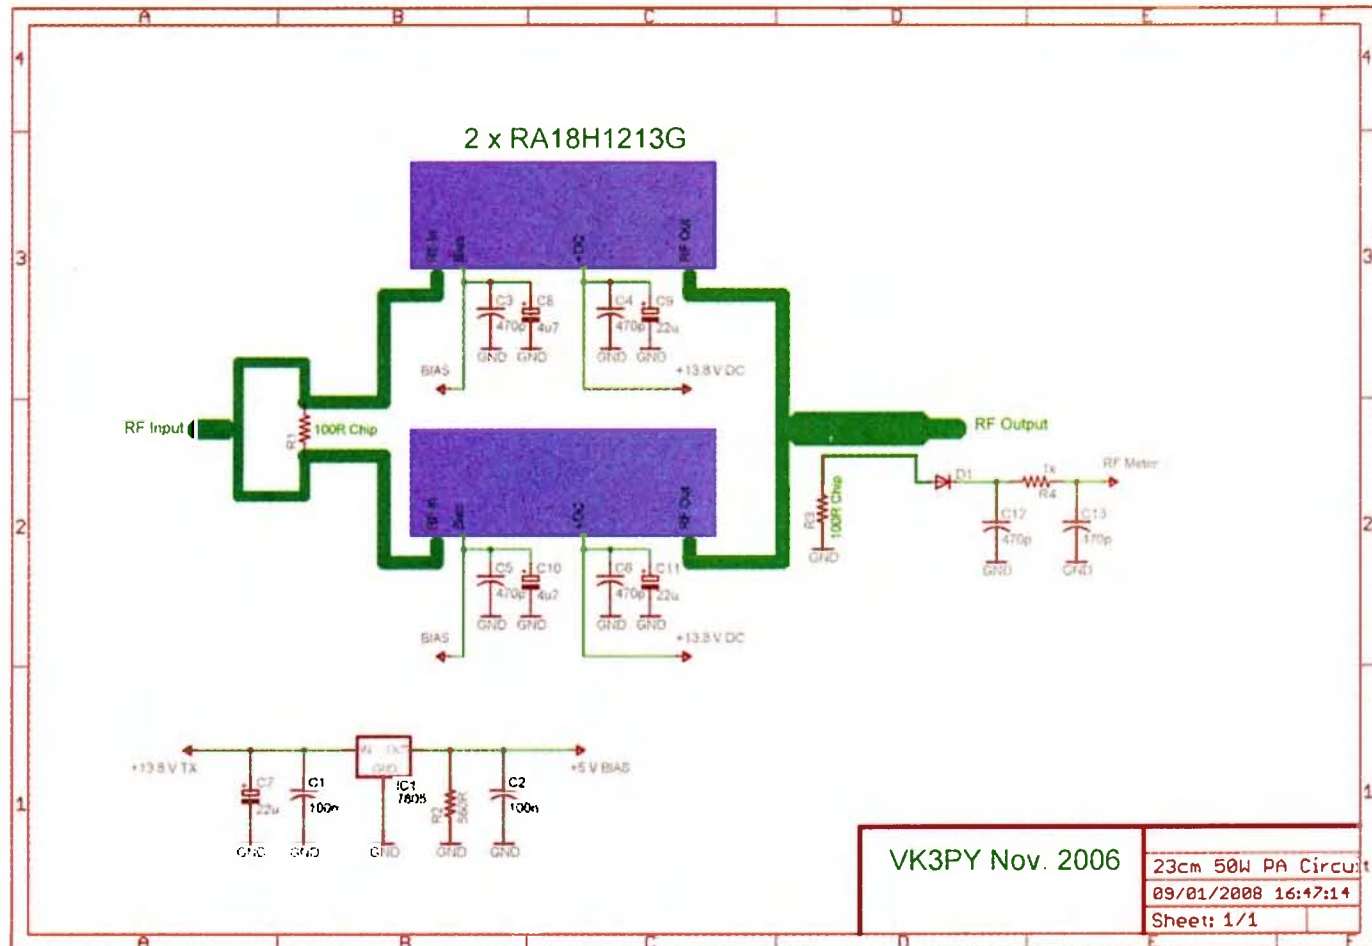 A B C D E F
4 4
2 x RA18H1213G
RF In
Bias
+DC
RF Out
3 3
C3
470p
C8
4u7
C4
470p
C9
22u
GND GND GND GND
BIAS
+13.8 V DC
RF Input
R1
100R Chip
RF Output
RF In
Bias
+DC
RF Out
R3
100R Chip
GND
D1
1k
R4
RF Meter
C12
470p
C13
470p
GND GND
2 2
C5
470p
C10
4u7
C6
470p
C11
22u
GND GND GND GND
BIAS
+13.8 V DC
+13.8 V TX
C7
22u
C1
100n
IN OUT
GND
IC1
7805
R2
560R
C2
100n
+5 V BIAS
GND GND GND GND GND
1 1
VK3PY Nov. 2006
23cm 50W PA Circuit
09/01/2008 16:47:14
Sheet: 1/1
A B C D E F